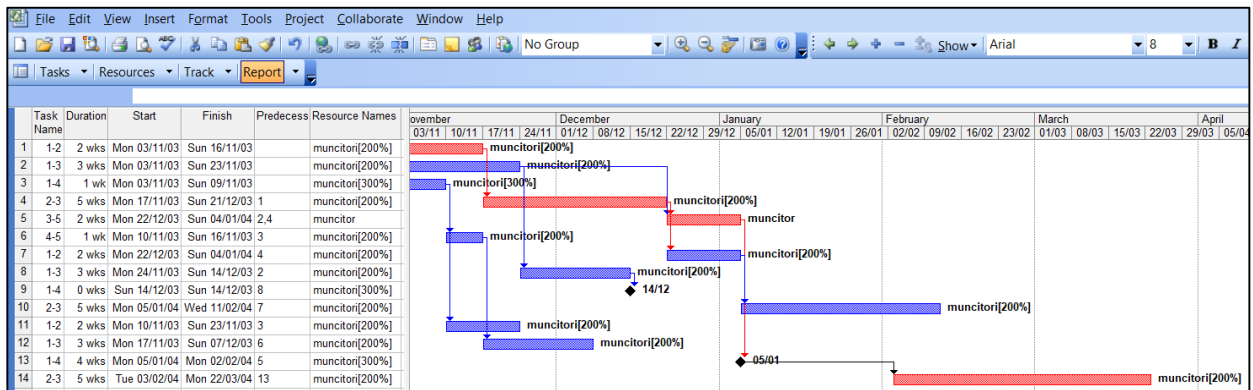 File Edit View Insert Format Tools Project Collaborate Window Help
No Group Show Arial 8 B I
Tasks Resources Track Report
Task Name Duration Start Finish Predecess Resource Names ovember December January February March April
03/11 10/11 17/11 24/11 01/12 08/12 15/12 22/12 29/12 05/01 12/01 19/01 26/01 02/02 09/02 16/02 23/02 01/03 08/03 15/03 22/03 29/03 05/04
1 1-2 2 wks Mon 03/11/03 Sun 16/11/03 muncitori[200%] muncitori[200%]
2 1-3 3 wks Mon 03/11/03 Sun 23/11/03 muncitori[200%] muncitori[200%]
3 1-4 1 wk Mon 03/11/03 Sun 09/11/03 muncitori[300%] muncitori[300%]
4 2-3 5 wks Mon 17/11/03 Sun 21/12/03 1 muncitori[200%] muncitori[200%]
5 3-5 2 wks Mon 22/12/03 Sun 04/01/04 2,4 muncitor muncitor
6 4-5 1 wk Mon 10/11/03 Sun 16/11/03 3 muncitori[200%] muncitori[200%]
7 1-2 2 wks Mon 22/12/03 Sun 04/01/04 4 muncitori[200%] muncitori[200%]
8 1-3 3 wks Mon 24/11/03 Sun 14/12/03 2 muncitori[200%] muncitori[200%]
9 1-4 0 wks Sun 14/12/03 Sun 14/12/03 8 muncitori[300%] 14/12
10 2-3 5 wks Mon 05/01/04 Wed 11/02/04 7 muncitori[200%] muncitori[200%]
11 1-2 2 wks Mon 10/11/03 Sun 23/11/03 3 muncitori[200%] muncitori[200%]
12 1-3 3 wks Mon 17/11/03 Sun 07/12/03 6 muncitori[200%] muncitori[200%]
13 1-4 4 wks Mon 05/01/04 Mon 02/02/04 5 muncitori[300%] 05/01
14 2-3 5 wks Tue 03/02/04 Mon 22/03/04 13 muncitori[200%] muncitori[200%]